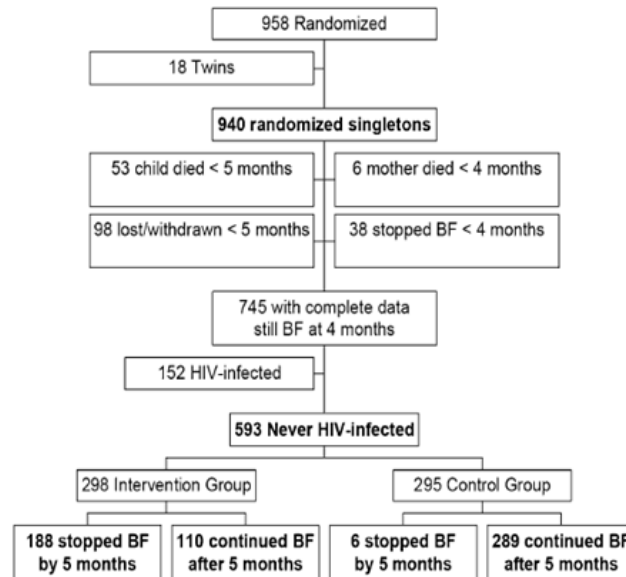 958 Randomized
18 Twins
940 randomized singletons
53 child died < 5 months
6 mother died < 4 months
98 lost/withdrawn < 5 months
38 stopped BF < 4 months
745 with complete data
still BF at 4 months
152 HIV-infected
593 Never HIV-infected
298 Intervention Group
295 Control Group
188 stopped BF
by 5 months
110 continued BF
after 5 months
6 stopped BF
by 5 months
289 continued BF
after 5 months